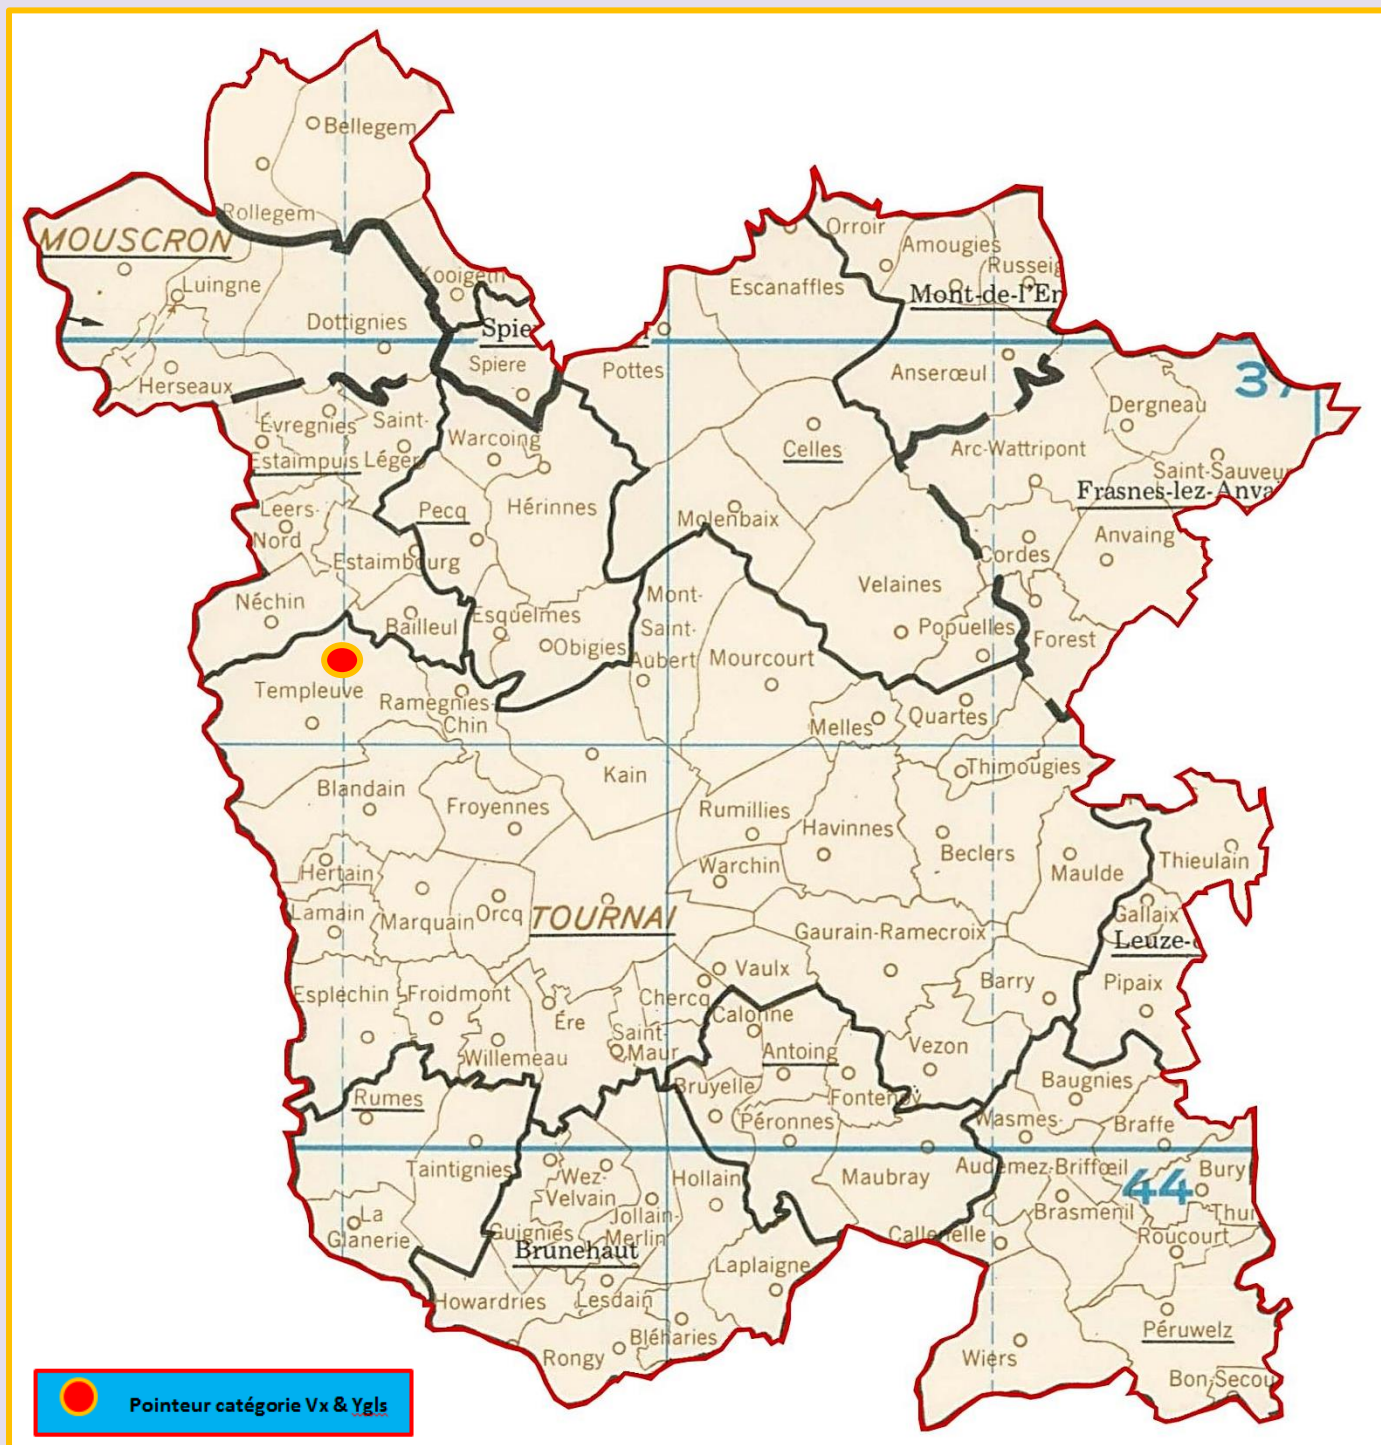 Bellegem
Rollegem
MOUSCRON
Luingne
Kooigem
Dottignies
Spie
Spiere
Herseaux
Orroir
Amougies
Russeig
Escanaffles
Mont-de-l'En
Pottes
Anserœul
37
Dergneau
Évregnies
Saint-
Léger
Estaimpuis
Warcoing
Celles
Arc-Wattripont
Saint-Sauveur
Frasnes-lez-Anva
Leers-
Nord
Pecq
Hérinnes
Molenbaix
Anvaing
Cordes
Estaimbourg
Velaines
Néchin
Bailleul
Esquelmes
Obigies
Mont-
Saint-
Aubert
Mourcourt
Popuelles
Forest
Templeuve
Ramegnies-
Chin
Melles
Quartes
Kain
Thimougies
Blandain
Froyennes
Rumillies
Havinnes
Beclers
Maulde
Thieulain
Hertain
Warchin
Lamain
Marquain
Orcq
TOURNAI
Gaurain-Ramecroix
Gallaix
Leuze-
Vaulx
Barry
Pipaix
Esplechin
Froidmont
Chercq
Ére
Calonne
Willemeau
Saint-
Maur
Antoing
Vezon
Baugnies
Rumes
Bruyelle
Fontenoy
Péronnes
Wasmes-
Audemez-Briffœil
Braffe
Bury
Taintignies
Wez-
Velvain
Hollain
Maubray
44
Brasmenil
Thui
La
Glanerie
Guignies
Jollain-
Merlin
Callenelle
Roucourt
Brunehaut
Laplaigne
Howardries
Lesdain
Bléharies
Péruwelz
Rongy
Wiers
Bon-Secou
Pointeur catégorie Vx & Ygls